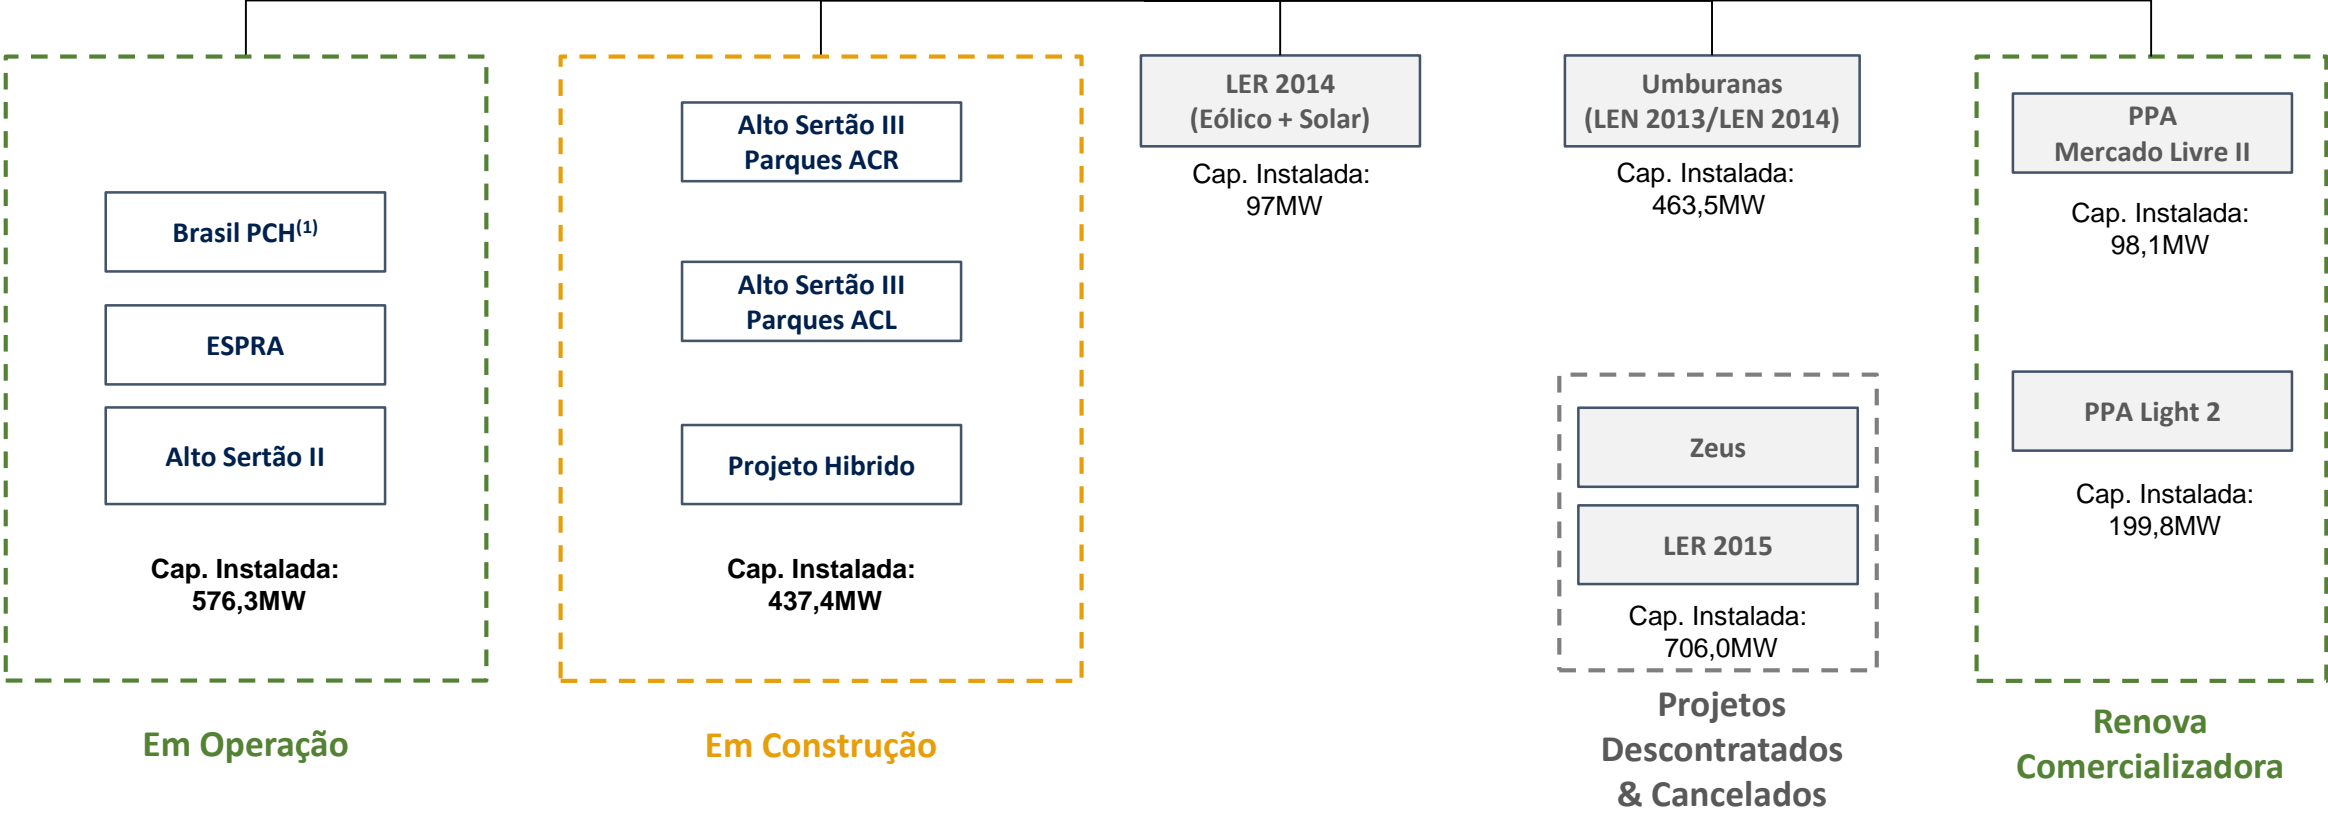 Brasil PCH(1)
ESPRA
Alto Sertão II
Cap. Instalada:
576,3MW
Em Operação
Alto Sertão III
Parques ACR
Alto Sertão III
Parques ACL
Projeto Hibrido
Cap. Instalada:
437,4MW
Em Construção
LER 2014
(Eólico + Solar)
Cap. Instalada:
97MW
Umburanas
(LEN 2013/LEN 2014)
Cap. Instalada:
463,5MW
Zeus
LER 2015
Cap. Instalada:
706,0MW
Projetos
Descontratados
& Cancelados
PPA
Mercado Livre II
Cap. Instalada:
98,1MW
PPA Light 2
Cap. Instalada:
199,8MW
Renova
Comercializadora